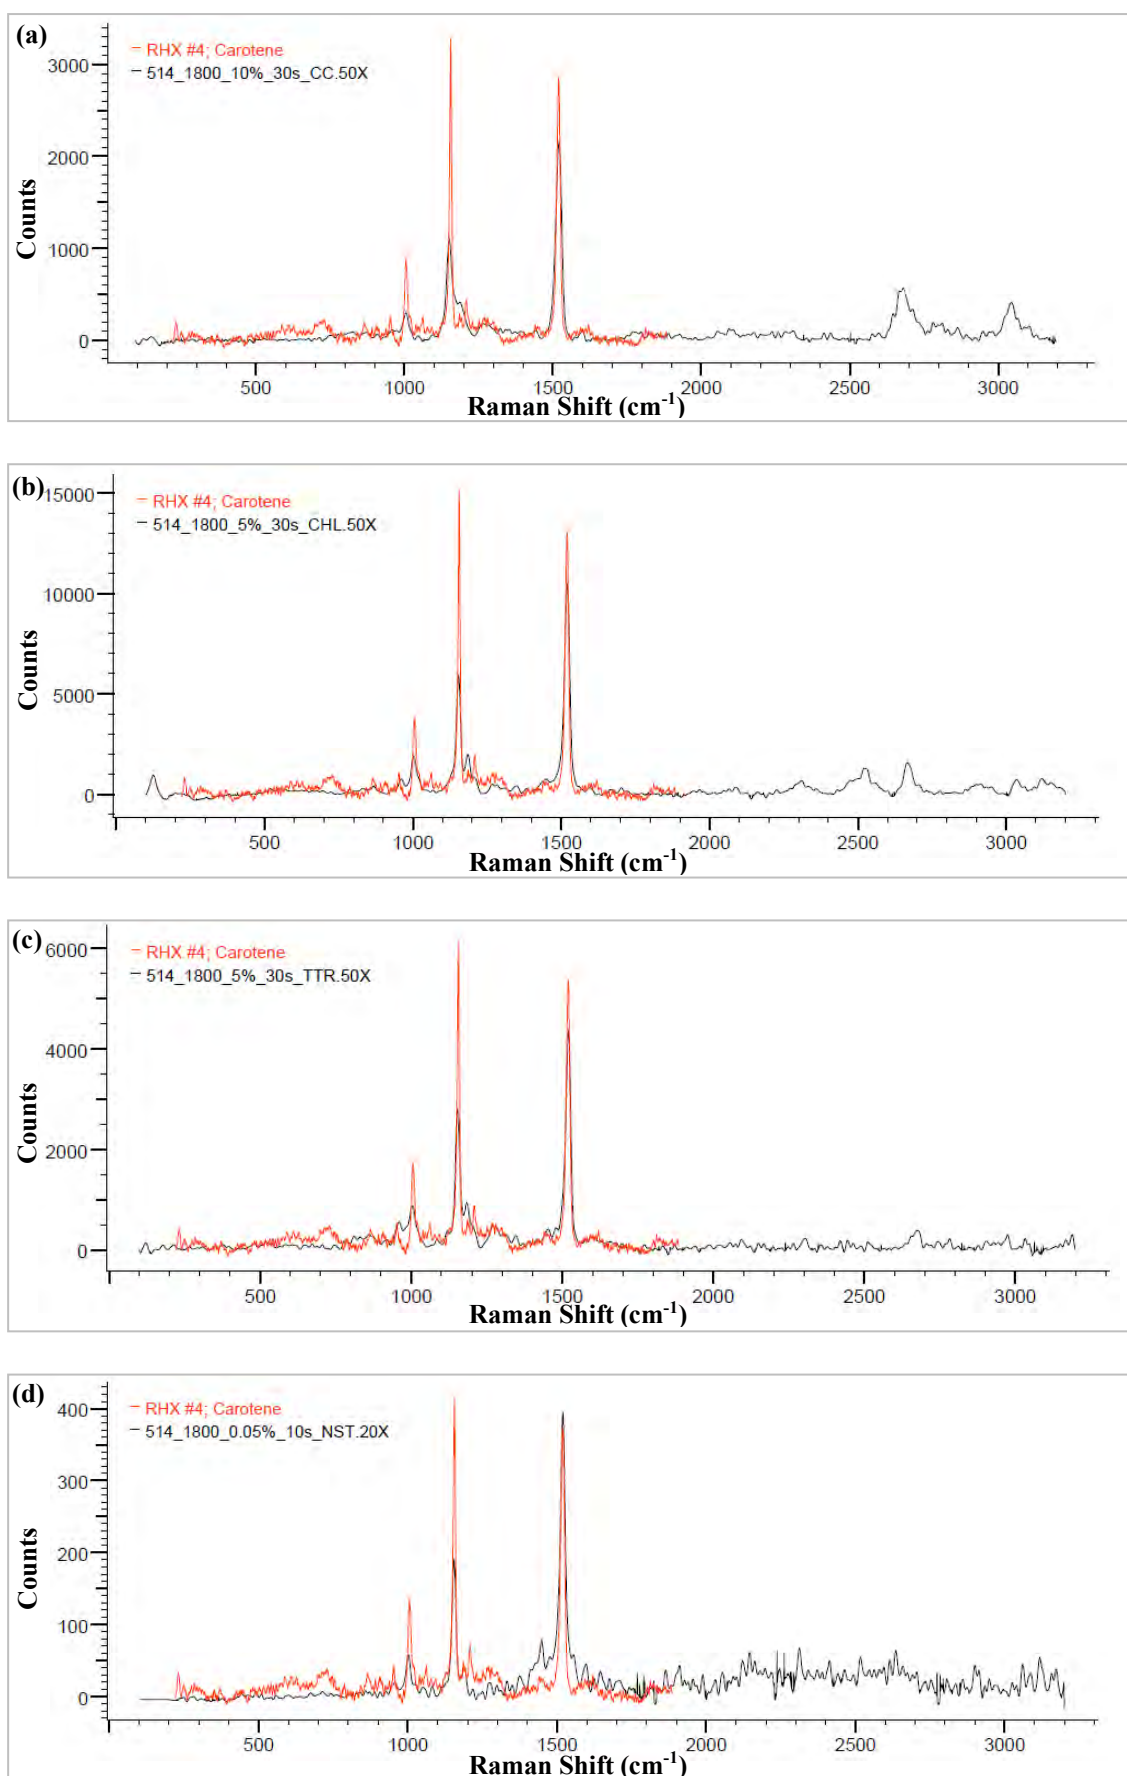 (a)
RHX #4; Carotene
514_1800_10%_30s_CC.50X
3000
2000
1000
0
Counts
500 1000 1500 2000 2500 3000
Raman Shift (cm-1)
(b)
RHX #4; Carotene
514_1800_5%_30s_CHL.50X
15000
10000
5000
0
Counts
500 1000 1500 2000 2500 3000
Raman Shift (cm-1)
(c)
RHX #4; Carotene
514_1800_5%_30s_TTR.50X
6000
4000
2000
0
Counts
500 1000 1500 2000 2500 3000
Raman Shift (cm-1)
(d)
RHX #4; Carotene
514_1800_0.05%_10s_NST.20X
400
300
200
100
0
Counts
500 1000 1500 2000 2500 3000
Raman Shift (cm-1)